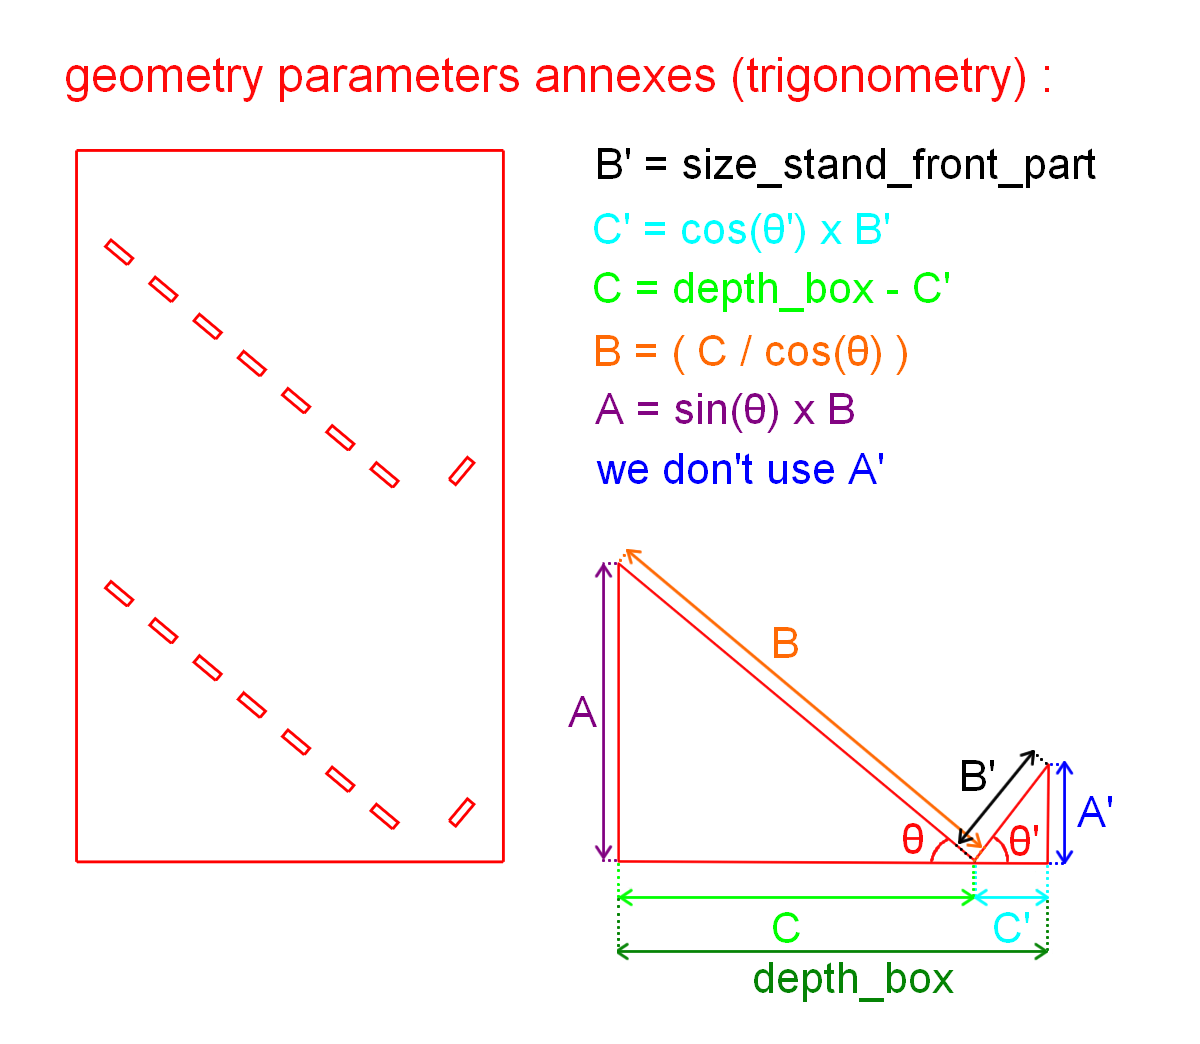 geometry parameters annexes (trigonometry) :
B' = size_stand_front_part
C' = cos(θ') x B'
C = depth_box - C'
B = ( C / cos(θ) )
A = sin(θ) x B
we don't use A'
B
A
B'
A'
θ
θ'
C
C'
depth_box